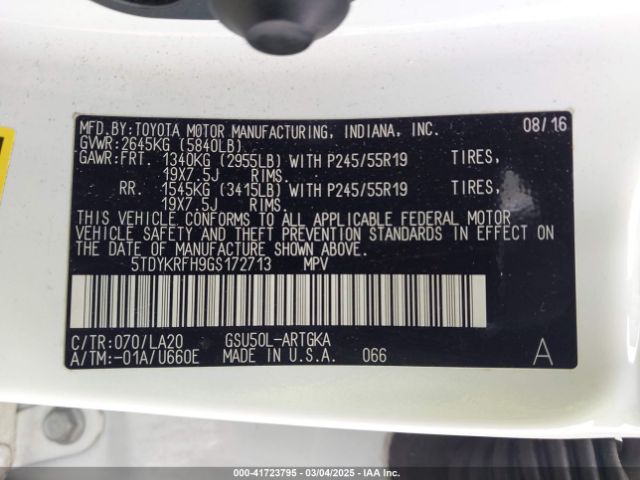 MFD.BY:TOYOTA MOTOR MANUFACTURING, INDIANA, INC. 08/16
GVWR:2645KG (5840LB)
GAWR:FRT. 1340KG (2955LB) WITH P245/55R19 TIRES,
19X7.5J RIMS.
RR. 1545KG (3415LB) WITH P245/55R19 TIRES,
19X7.5J RIMS.
THIS VEHICLE CONFORMS TO ALL APPLICABLE FEDERAL MOTOR
VEHICLE SAFETY AND THEFT PREVENTION STANDARDS IN EFFECT ON
THE DATE OF MANUFACTURE SHOWN ABOVE.
5TDYKRFH9GS172713 MPV
C/TR:070/LA20 GSU50L-ARTGKA
A/TM:-01A/U660E MADE IN U.S.A. 066 A
000-41723795 - 03/04/2025 - IAA Inc.